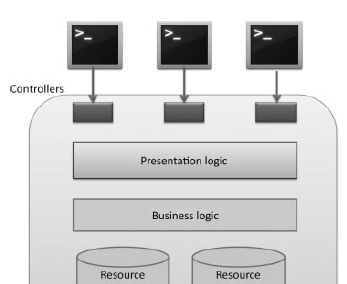 >_ >_ >_
Controllers
Presentation logic
Business logic
Resource Resource